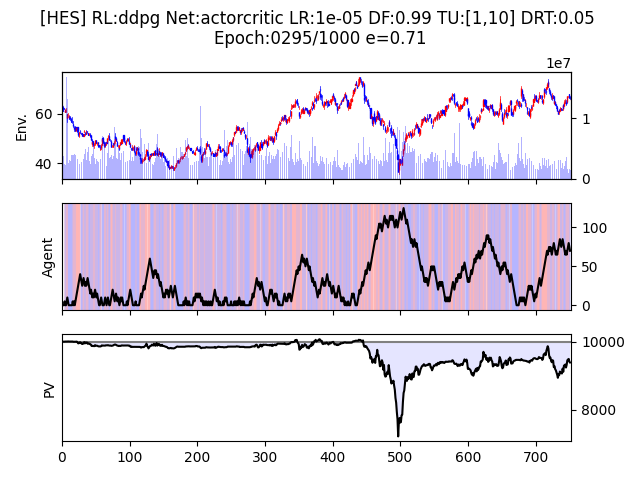 [HES] RL:ddpg Net:actorcritic LR:1e-05 DF:0.99 TU:[1,10] DRT:0.05
Epoch:0295/1000 e=0.71
1e7
Env.
60
40
1
0
Agent
100
50
0
PV
10000
8000
0 100 200 300 400 500 600 700